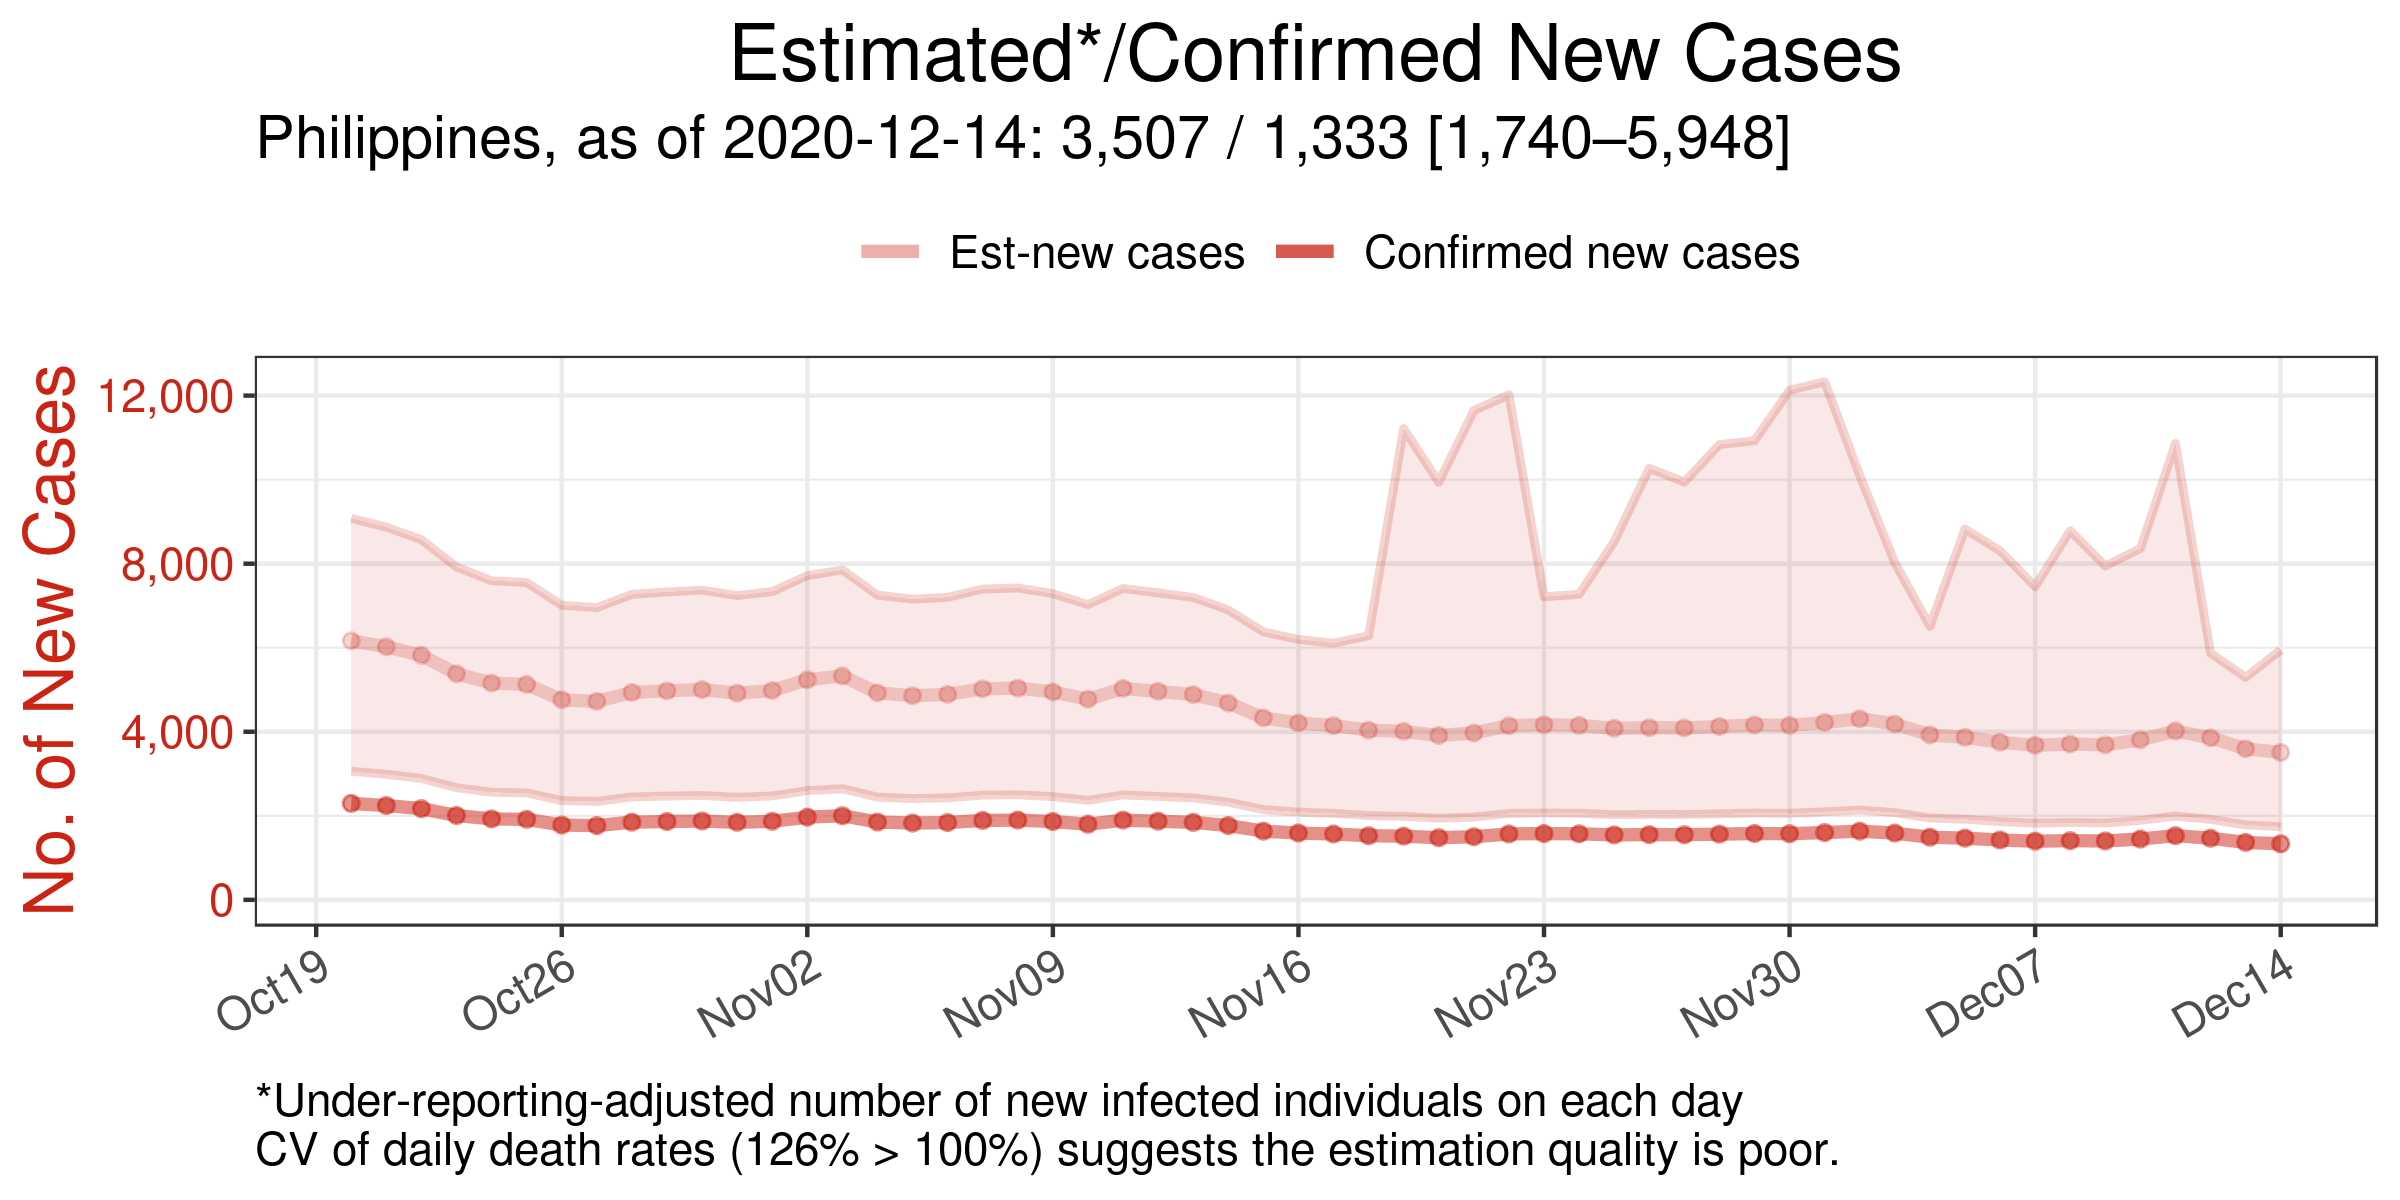 Estimated*/Confirmed New Cases
Philippines, as of 2020-12-14: 3,507 / 1,333 [1,740–5,948]
Est-new cases Confirmed new cases
No. of New Cases
12,000
8,000
4,000
0
Oct19 Oct26 Nov02 Nov09 Nov16 Nov23 Nov30 Dec07 Dec14
*Under-reporting-adjusted number of new infected individuals on each day
CV of daily death rates (126% > 100%) suggests the estimation quality is poor.